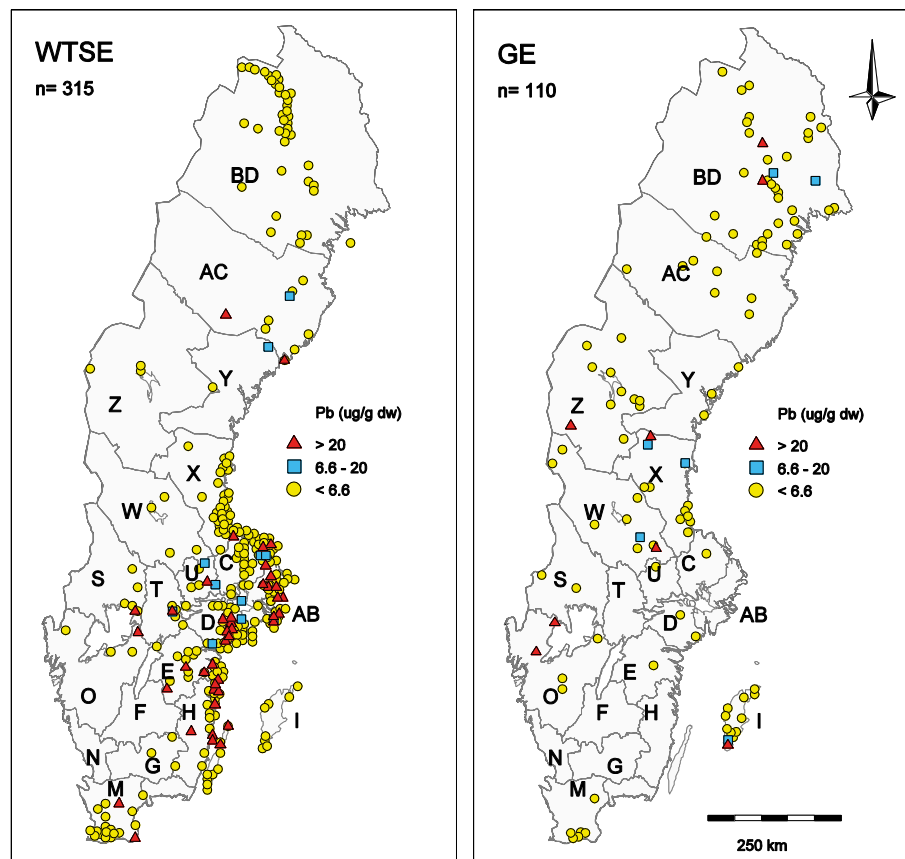 WTSE
n= 315
BD
AC
Y
Z
Pb (ug/g dw)
> 20
6.6 - 20
< 6.6
X
W
C
U
S
T
AB
D
E
O
F
H
I
N
G
M
GE
n= 110
BD
AC
Y
Z
Pb (ug/g dw)
> 20
6.6 - 20
< 6.6
X
W
C
U
S
T
AB
D
E
O
F
H
I
N
G
M
250 km